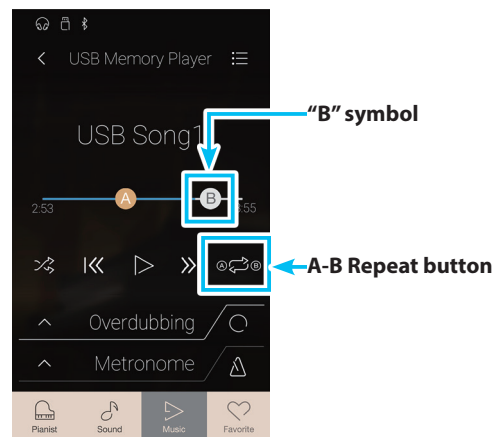 USB Memory Player
“B” symbol
USB Song1
A
B
2:53
:55
A B
A-B Repeat button
Overdubbing
Metronome
Pianist
Sound
Music
Favorite